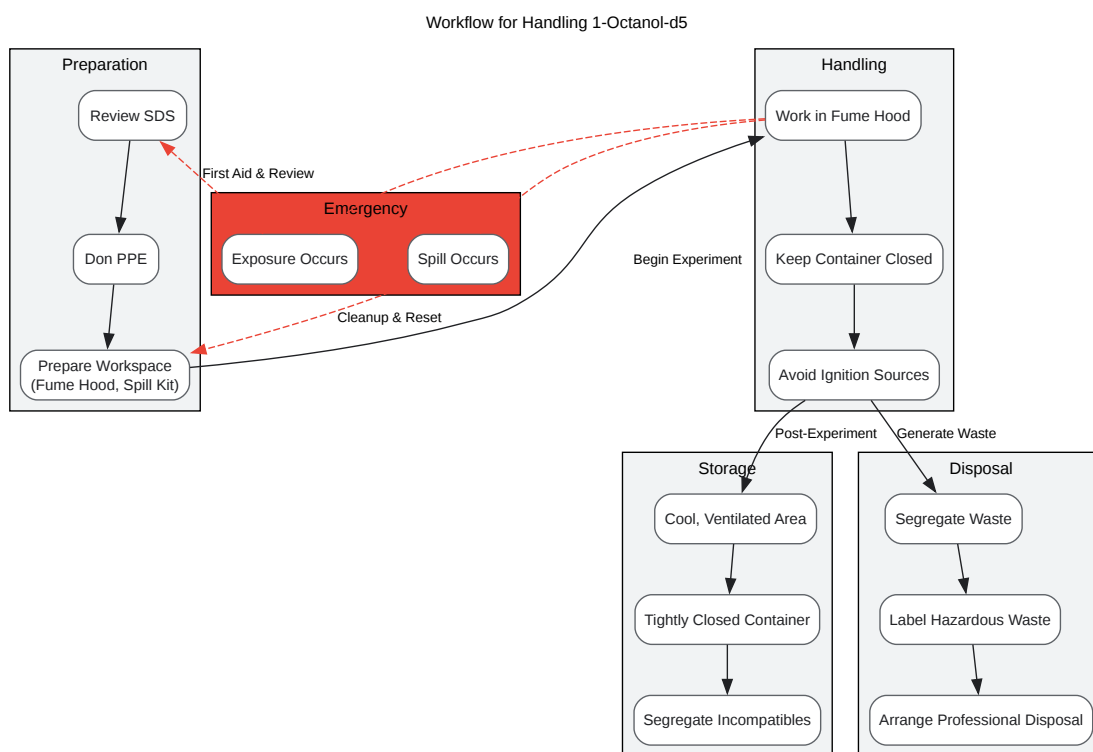 Workflow for Handling 1-Octanol-d5
Preparation
Review SDS
Don PPE
Prepare Workspace
(Fume Hood, Spill Kit)
First Aid & Review
Emergency
Exposure Occurs
Spill Occurs
Cleanup & Reset
Begin Experiment
Handling
Work in Fume Hood
Keep Container Closed
Avoid Ignition Sources
Post-Experiment
Generate Waste
Storage
Cool, Ventilated Area
Tightly Closed Container
Segregate Incompatibles
Disposal
Segregate Waste
Label Hazardous Waste
Arrange Professional Disposal